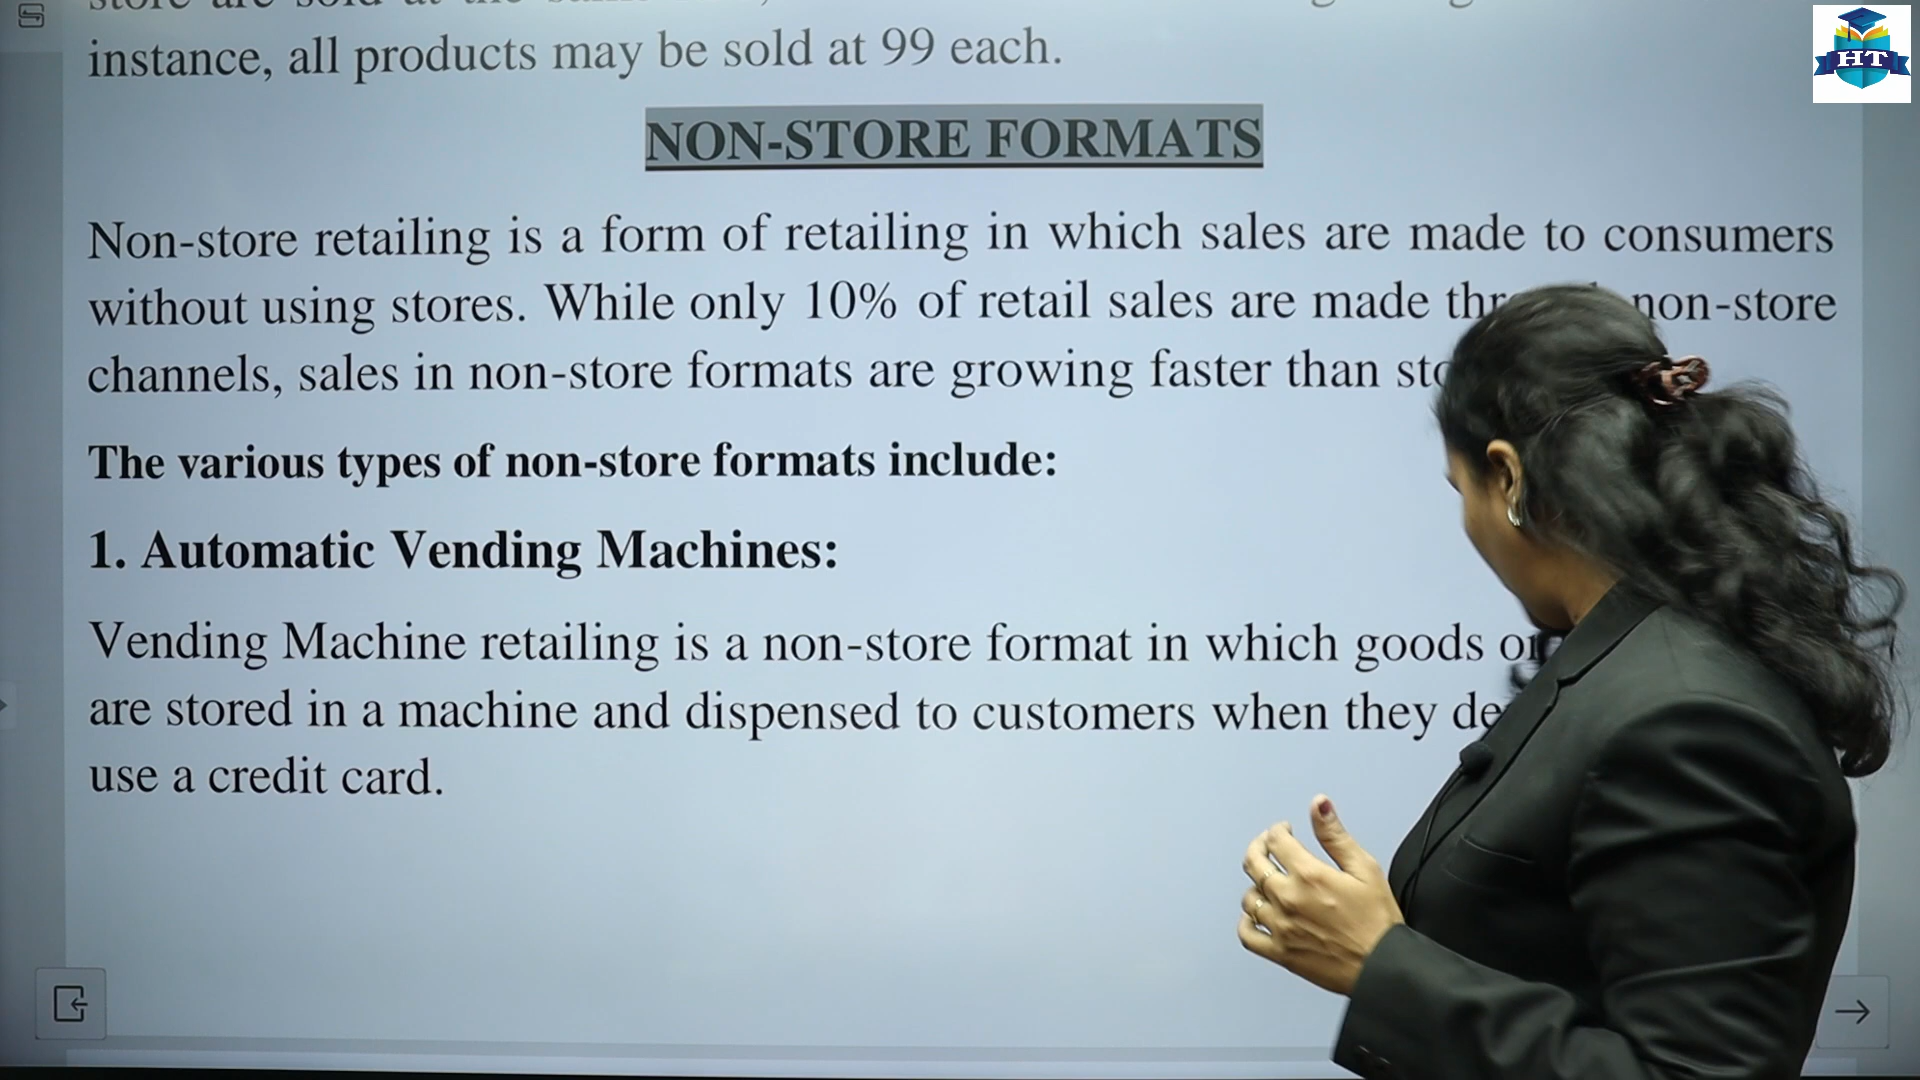 instance, all products may be sold at 99 each.
HT
NON-STORE FORMATS
Non-store retailing is a form of retailing in which sales are made to consumers
without using stores. While only 10% of retail sales are made non-store
channels, sales in non-store formats are growing faster than
The various types of non-store formats include:
1. Automatic Vending Machines:
Vending Machine retailing is a non-store format in which goods
are stored in a machine and dispensed to customers when they
use a credit card.